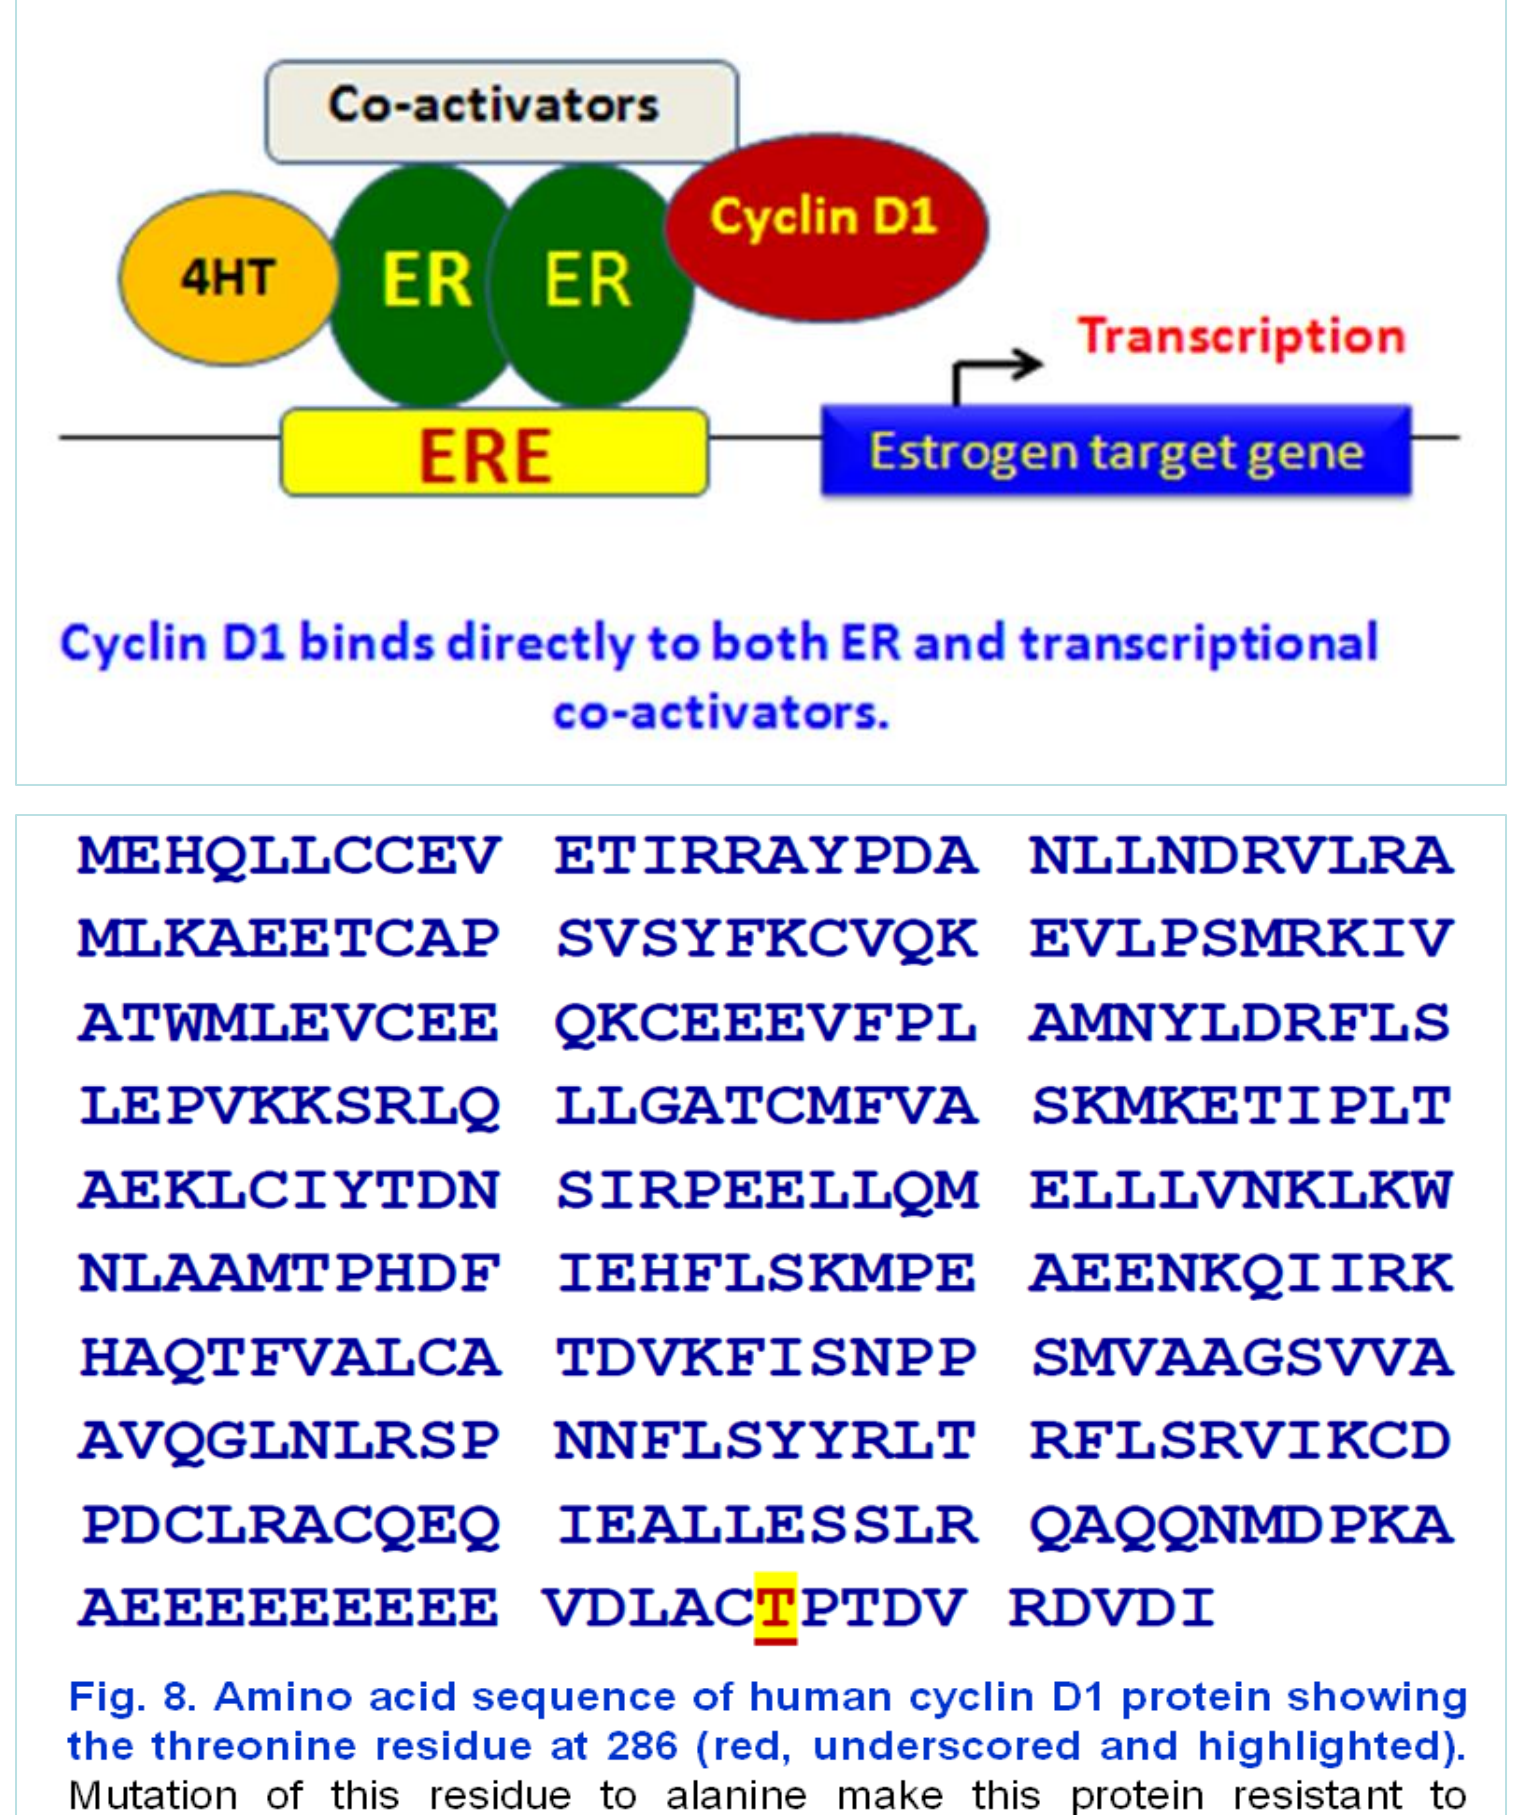 Co-activators
4HT
ER
ER
Cyclin D1
Transcription
ERE
Estrogen target gene
Cyclin D1 binds directly to both ER and transcriptional
co-activators.
MEHQLLCCEV ETIRRAYPDA NLLNDRVLRA
MLKAEETCAP SVSYFKCVQK EVLPSMRKIV
ATWMLEVCEE QKCEEEVFPL AMNYLDRFLS
LEPVKKSRLQ LLGATCMFVA SKMKETIPLT
AEKLCIYTDN SIRPEELLQM ELLLVNKLKW
NLAAMTPHDF IEHFLSKMPE AEENKQIIRK
HAQTFVALCA TDVKFISNPP SMVAAGSVVA
AVQGLNLRSP NNFLSYYRLT RFLSRVIKCD
PDCLRACQEQ IEALLESSLR QAQQNMDPKA
AEEEEEEEEE VDLACTPTDV RDVDI
Fig. 8. Amino acid sequence of human cyclin D1 protein showing
the threonine residue at 286 (red, underscored and highlighted).
Mutation of this residue to alanine make this protein resistant to